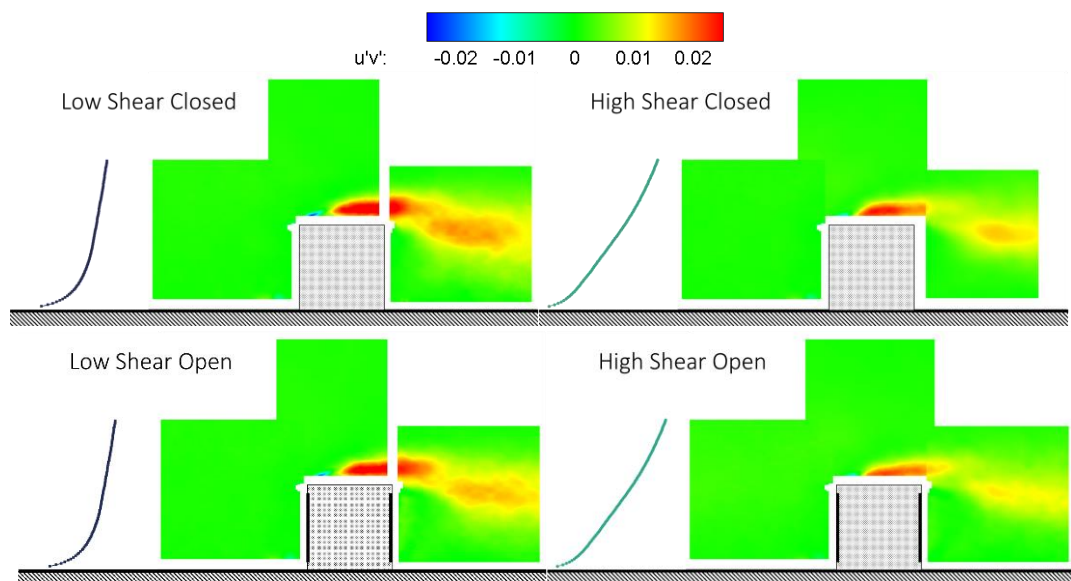 u'v': -0.02 -0.01 0 0.01 0.02
Low Shear Closed
High Shear Closed
Low Shear Open
High Shear Open